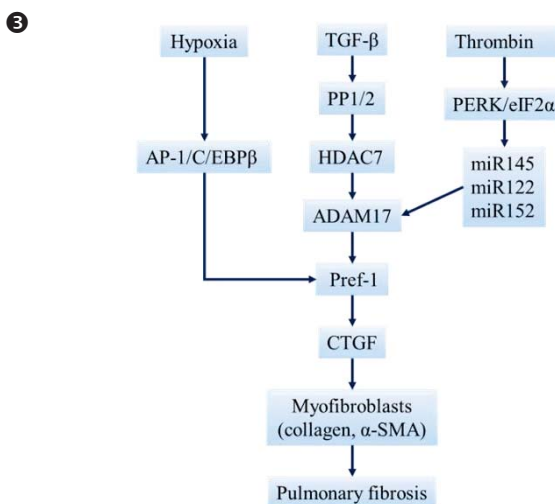 ❸
Hypoxia
TGF-β
Thrombin
PP1/2
PERK/eIF2α
AP-1/C/EBPβ
HDAC7
miR145
miR122
miR152
ADAM17
Pref-1
CTGF
Myofibroblasts
(collagen, α-SMA)
Pulmonary fibrosis